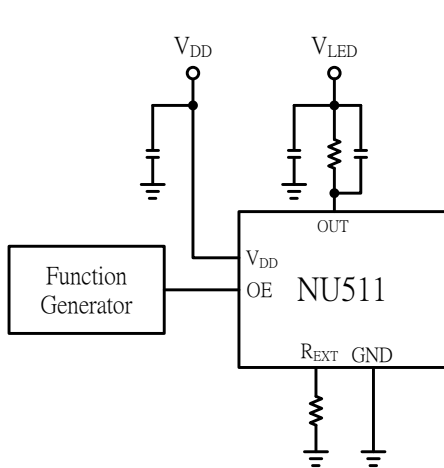 VDD VLED
OUT
VDD
Function
Generator
OE NU511
REXT GND